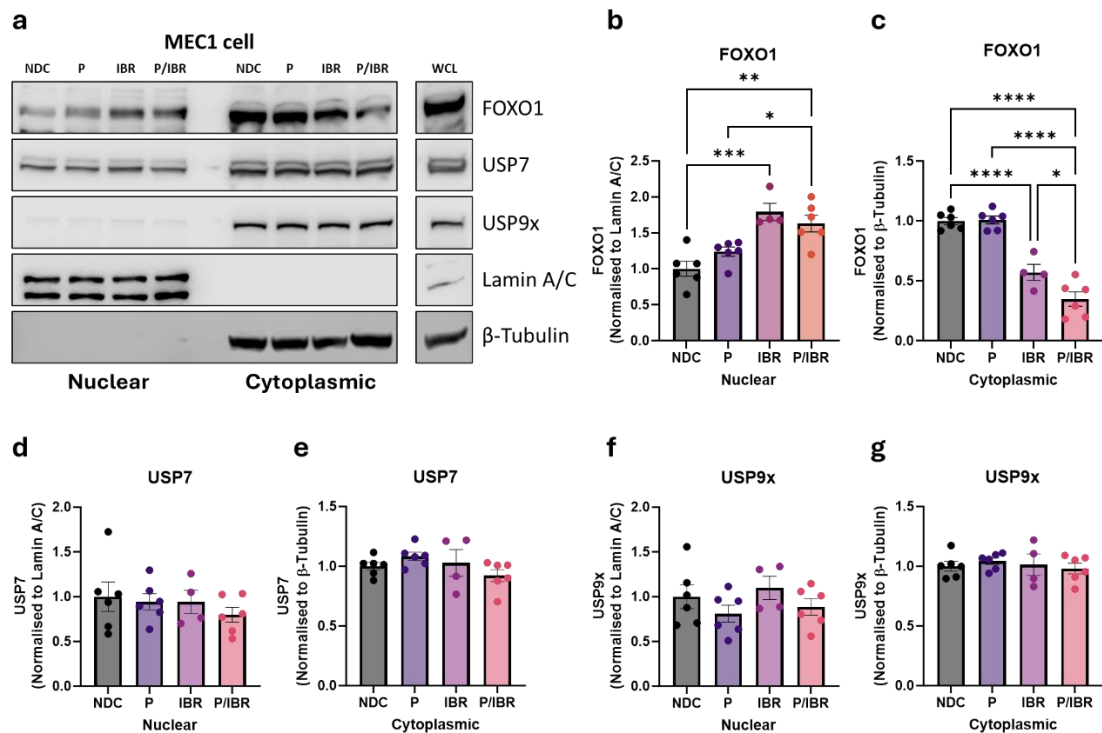 a
MEC1 cell
NDC P IBR P/IBR NDC P IBR P/IBR WCL
FOXO1
USP7
USP9x
Lamin A/C
β-Tubulin
Nuclear Cytoplasmic
b
FOXO1
**
*
***
FOXO1
(Normalised to Lamin A/C)
2.5
2.0
1.5
1.0
0.5
0.0
NDC P IBR P/IBR
Nuclear
c
FOXO1
****
****
**** *
FOXO1
(Normalised to β-Tubulin)
1.5
1.0
0.5
0.0
NDC P IBR P/IBR
Cytoplasmic
d
USP7
USP7
(Normalised to Lamin A/C)
2.0
1.5
1.0
0.5
0.0
NDC P IBR P/IBR
Nuclear
e
USP7
USP7
(Normalised to β-Tubulin)
1.5
1.0
0.5
0.0
NDC P IBR P/IBR
Cytoplasmic
f
USP9x
USP9x
(Normalised to Lamin A/C)
2.0
1.5
1.0
0.5
0.0
NDC P IBR P/IBR
Nuclear
g
USP9x
USP9x
(Normalised to β-Tubulin)
1.5
1.0
0.5
0.0
NDC P IBR P/IBR
Cytoplasmic